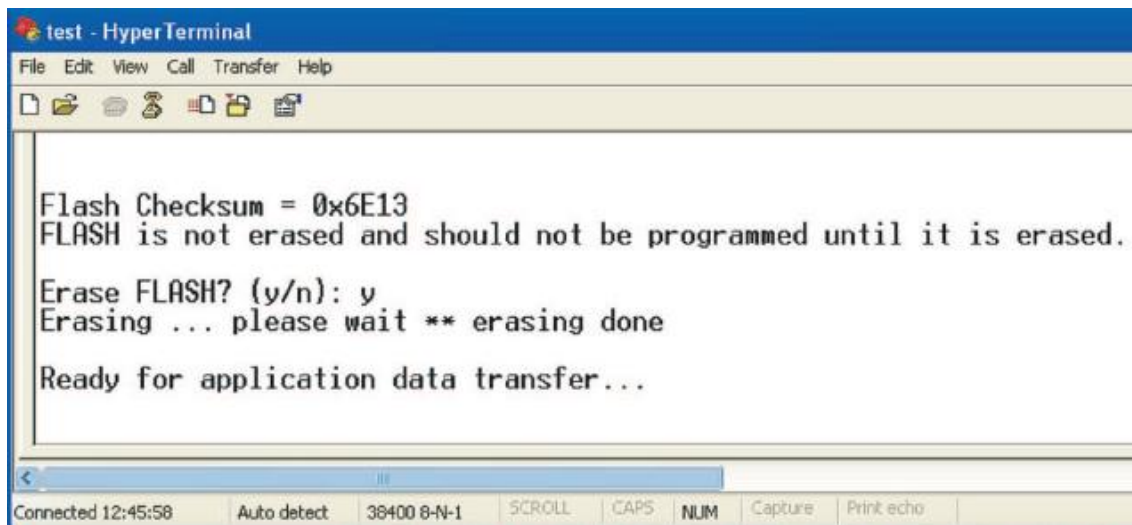 test - HyperTerminal
File Edit View Call Transfer Help
Flash Checksum = 0x6E13
FLASH is not erased and should not be programmed until it is erased.
Erase FLASH? (y/n): y
Erasing ... please wait ** erasing done
Ready for application data transfer...
Connected 12:45:58 Auto detect 38400 8-N-1 SCROLL CAPS NUM Capture Print echo